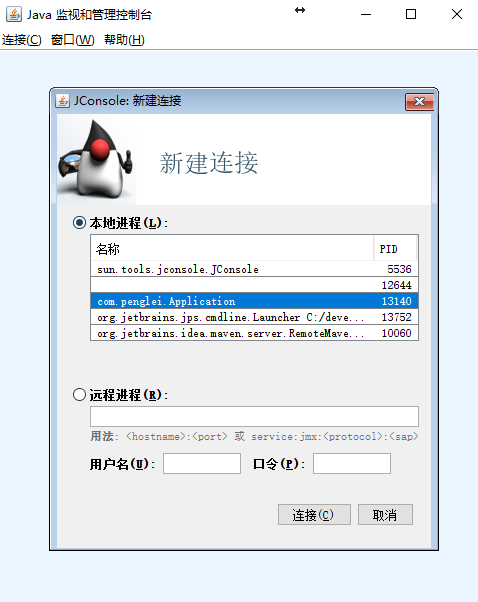 Java 监视和管理控制台
连接(C) 窗口(W) 帮助(H)
JConsole: 新建连接
新建连接
本地进程(L):
名称 PID
sun.tools.jconsole.JConsole 5536
12644
com.penglei.Application 13140
org.jetbrains.jps.cmdline.Launcher C:/deve... 13752
org.jetbrains.idea.maven.server.RemoteMave... 10060
远程进程(R):
用法: <hostname>:<port> 或 service:jmx:<protocol>:<sap>
用户名(U): 口令(P):
连接(C) 取消